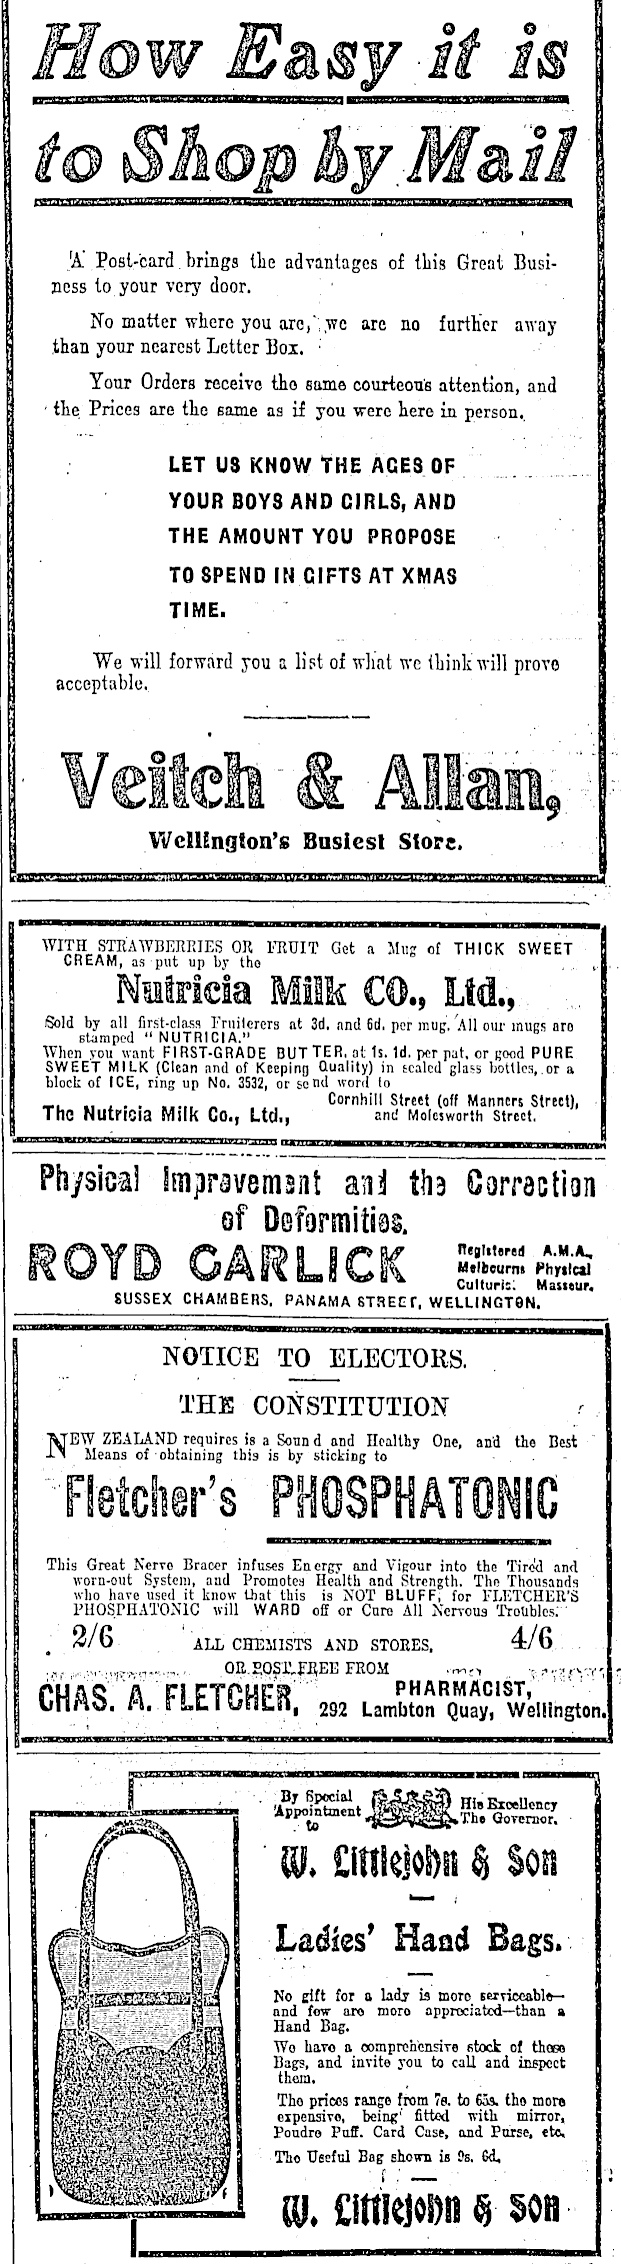 How Easy it is
to Shop by Mail
'A' Post-card brings the advantages of this Great Busi-
ness to your very door.
No matter where you are, we are no further away
than your nearest Letter Box.
Your Orders receive the same courteous attention, and
the Prices are the same as if you were here in person.
LET US KNOW THE AGES OF
YOUR BOYS AND GIRLS, AND
THE AMOUNT YOU PROPOSE
TO SPEND IN GIFTS AT XMAS
TIME.
We will forward you a list of what we think will prove
acceptable.
Veitch & Allan,
Wellington's Busiest Store.
WITH STRAWBERRIES OR FRUIT Get a Mug of THICK SWEET
CREAM, as put up by the
Nutricia Milk CO., Ltd.,
Sold by all first-class Fruiterers at 3d. and 6d. per mug. All our mugs are
stamped "NUTRICIA."
When you want FIRST-GRADE BUTTER, at 1s. 1d. per pat, or good PURE
SWEET MILK (Clean and of Keeping Quality) in sealed glass bottles, or a
block of ICE, ring up No. 3532, or send word to
Cornhill Street (off Manners Street),
The Nutricia Milk Co., Ltd., and Molesworth Street.
Physical Improvement and the Correction
of Deformities.
ROYD GARLICK
Registered A.M.A.,
Melbourne Physical
Culturist. Masseur.
SUSSEX CHAMBERS, PANAMA STREET, WELLINGTON.
NOTICE TO ELECTORS.
THE CONSTITUTION
NEW ZEALAND requires is a Sound and Healthy One, and the Best
Means of obtaining this is by sticking to
Fletcher's PHOSPHATONIC
This Great Nerve Bracer infuses Energy and Vigour into the Tired and
worn-out System, and Promotes Health and Strength. The Thousands
who have used it know that this is NOT BLUFF, for FLETCHER'S
PHOSPHATONIC will WARD off or Cure All Nervous Troubles.
2/6 ALL CHEMISTS AND STORES, 4/6
OR POST FREE FROM
CHAS. A. FLETCHER, PHARMACIST,
292 Lambton Quay, Wellington.
By Special
Appointment
to
His Excellency
The Governor.
W. Littlejohn & Son
Ladies' Hand Bags.
No gift for a lady is more serviceable—
and few are more appreciated—than a
Hand Bag.
We have a comprehensive stock of these
Bags, and invite you to call and inspect
them.
The prices range from 7s. to 65s. the more
expensive, being fitted with mirror,
Poudre Puff. Card Case, and Purse, etc.
The Useful Bag shown is 9s. 6d.
W. Littlejohn & Son